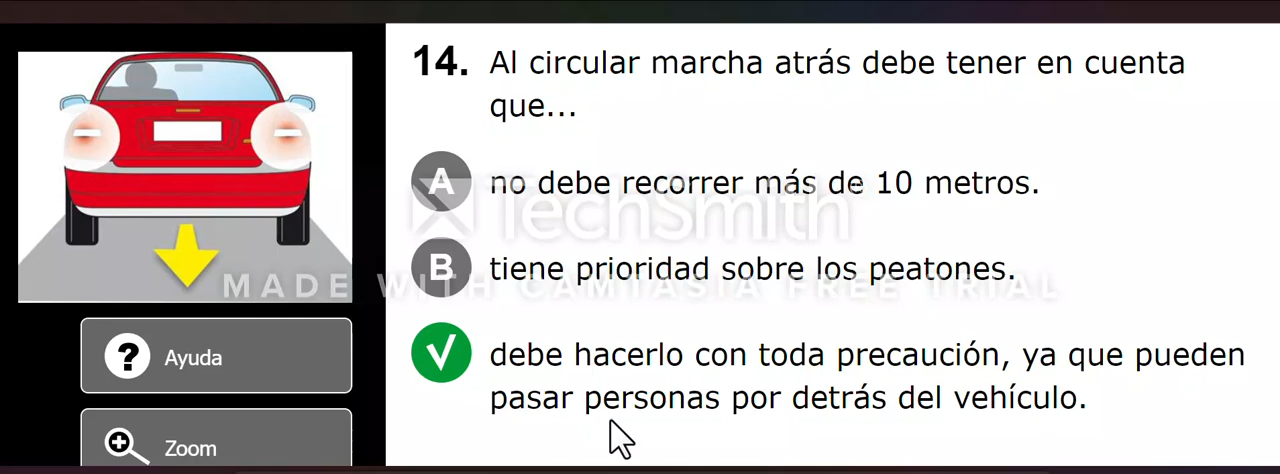 14. Al circular marcha atrás debe tener en cuenta
que...
A no debe recorrer más de 10 metros.
TechSmith
B tiene prioridad sobre los peatones.
MADE WITH CAMTASIA FREE TRIAL
debe hacerlo con toda precaución, ya que pueden
pasar personas por detrás del vehículo.
? Ayuda
Zoom